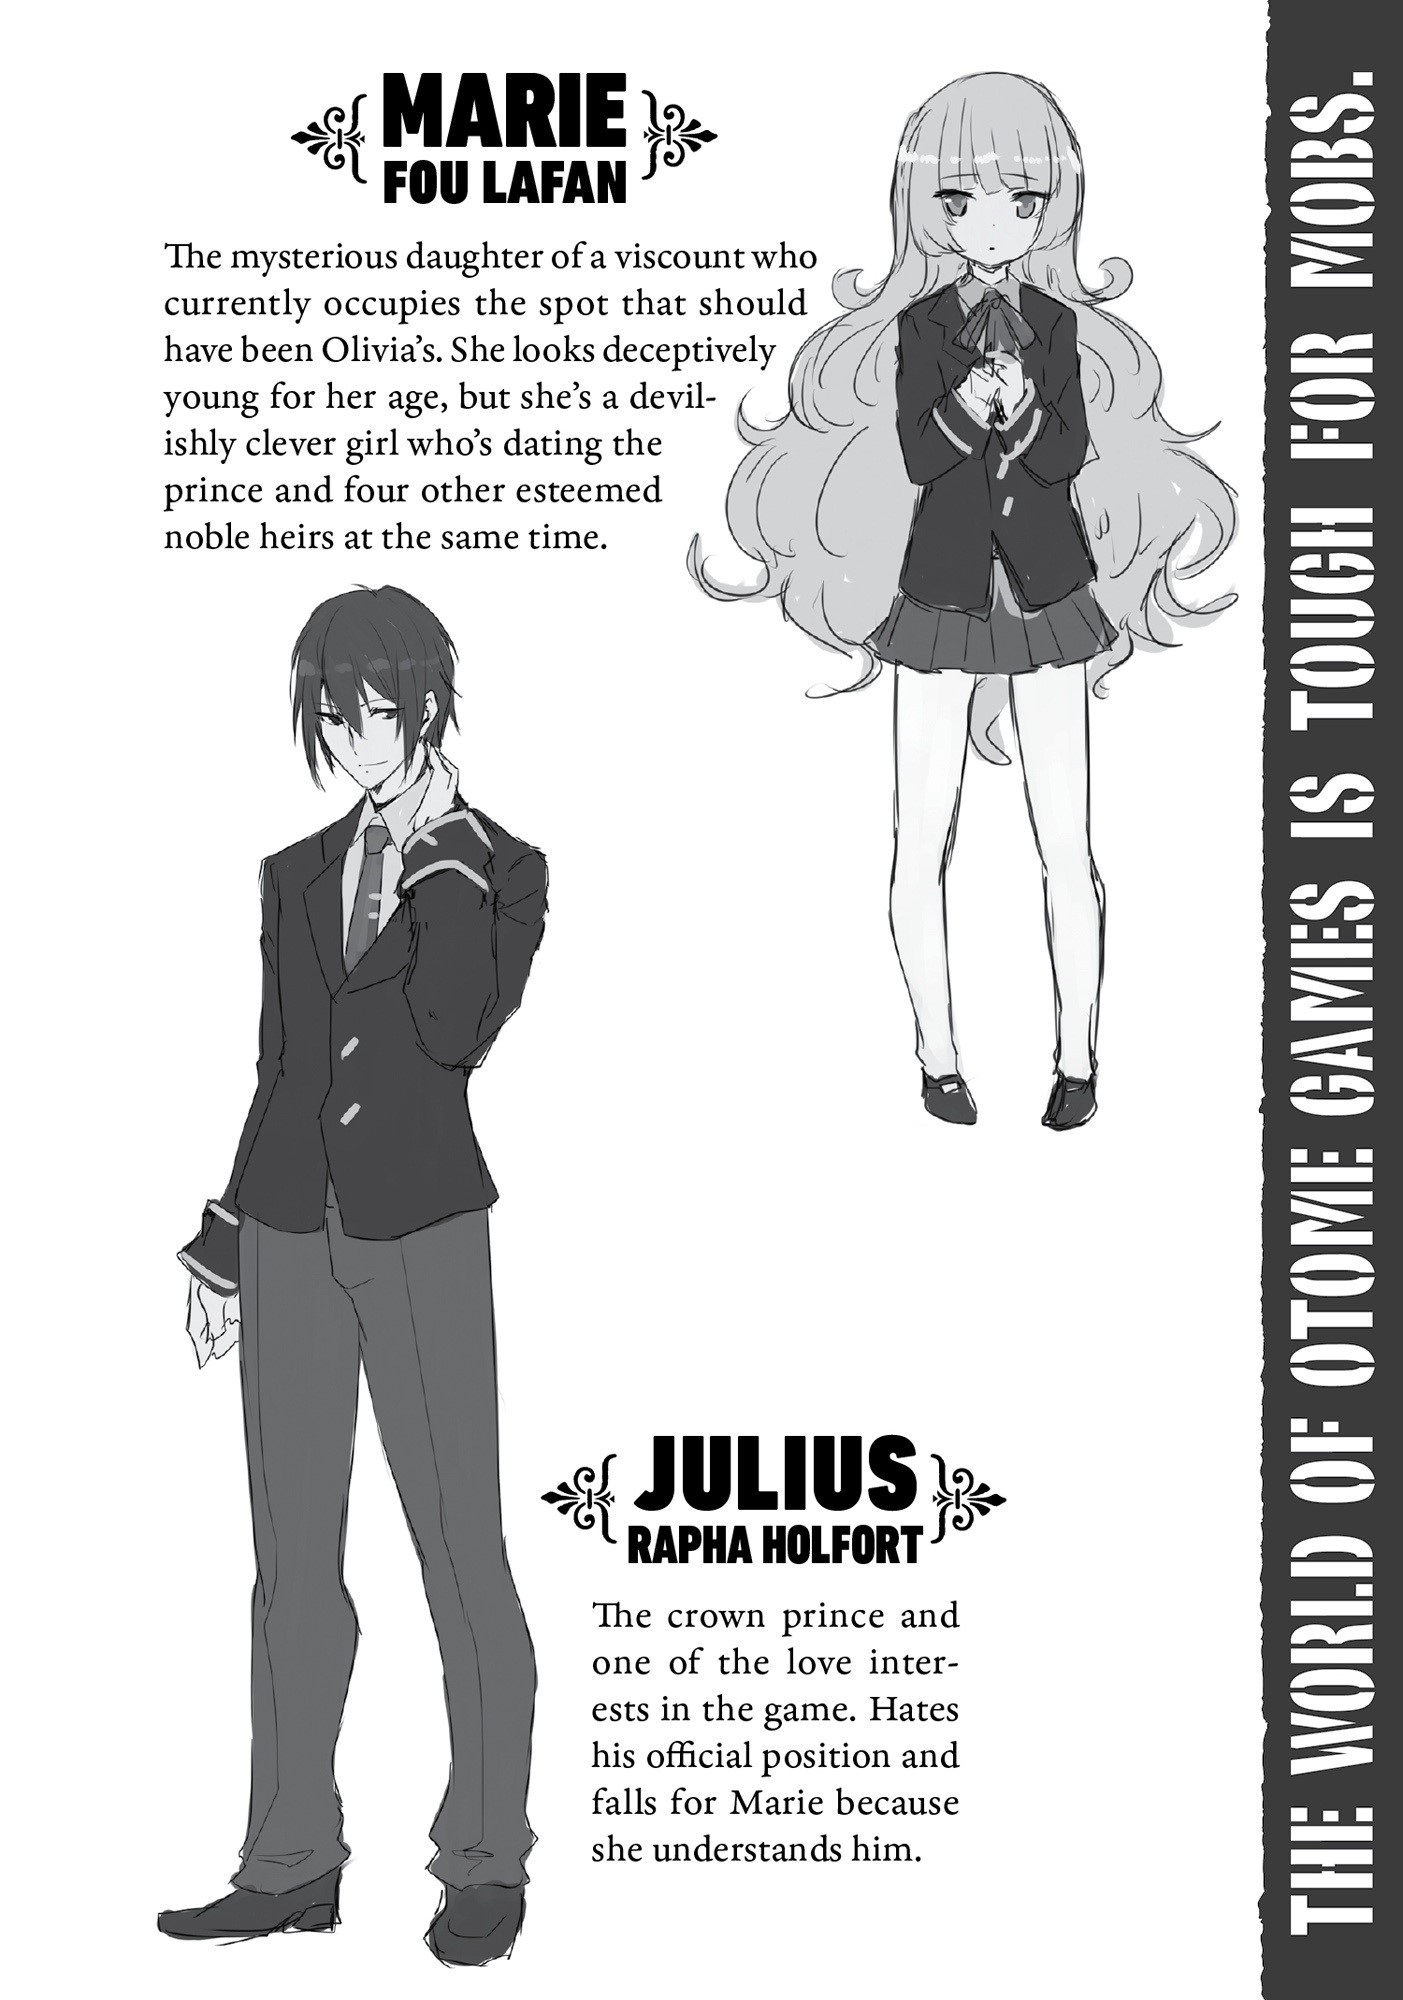 MARIE
FOU LAFAN
The mysterious daughter of a viscount who
currently occupies the spot that should
have been Olivia’s. She looks deceptively
young for her age, but she’s a devil-
ishly clever girl who’s dating the
prince and four other esteemed
noble heirs at the same time.
JULIUS
RAPHA HOLFORT
The crown prince and
one of the love inter-
ests in the game. Hates
his official position and
falls for Marie because
she understands him.
THE WORLD OF OTOME GAMES IS TOUGH FOR MOBS.